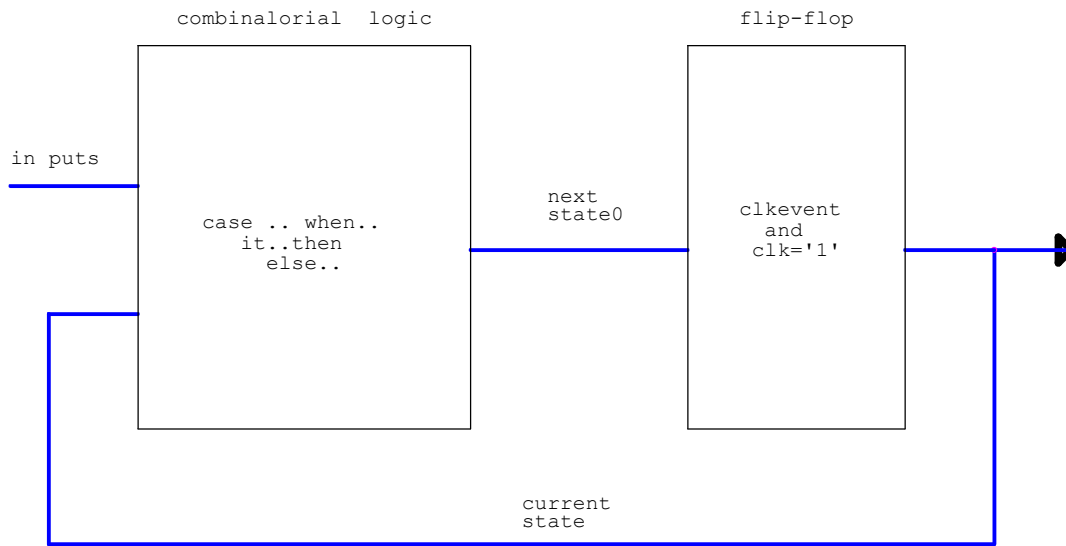 combinalorial logic
flip-flop
in puts
case .. when..
it..then
else..
next
state0
clkevent
and
clk='1'
current
state